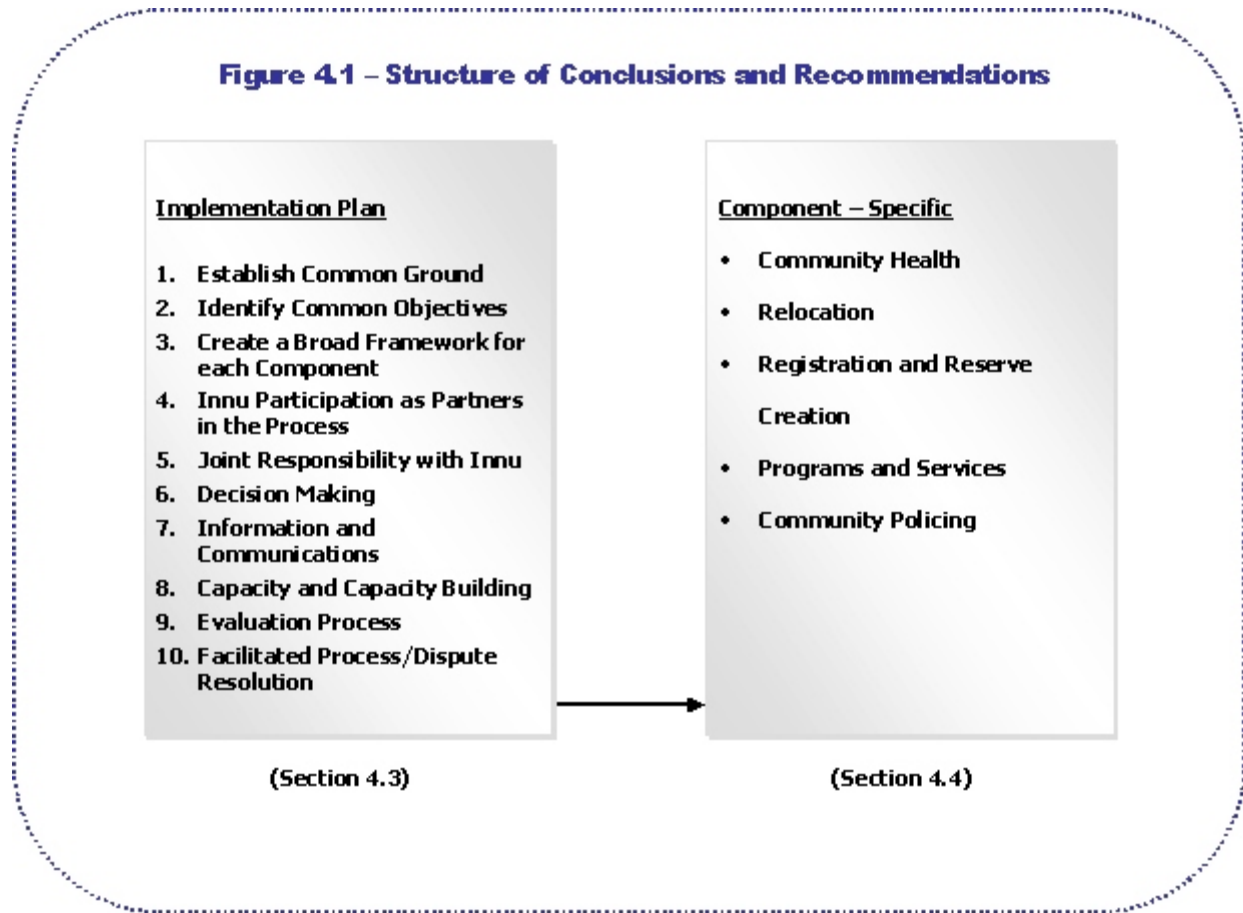 Figure 4.1 – Structure of Conclusions and Recommendations
Implementation Plan
1. Establish Common Ground
2. Identify Common Objectives
3. Create a Broad Framework for
each Component
4. Innu Participation as Partners
in the Process
5. Joint Responsibility with Innu
6. Decision Making
7. Information and
Communications
8. Capacity and Capacity Building
9. Evaluation Process
10. Facilitated Process/Dispute
Resolution
(Section 4.3)
Component – Specific
• Community Health
• Relocation
• Registration and Reserve
Creation
• Programs and Services
• Community Policing
(Section 4.4)